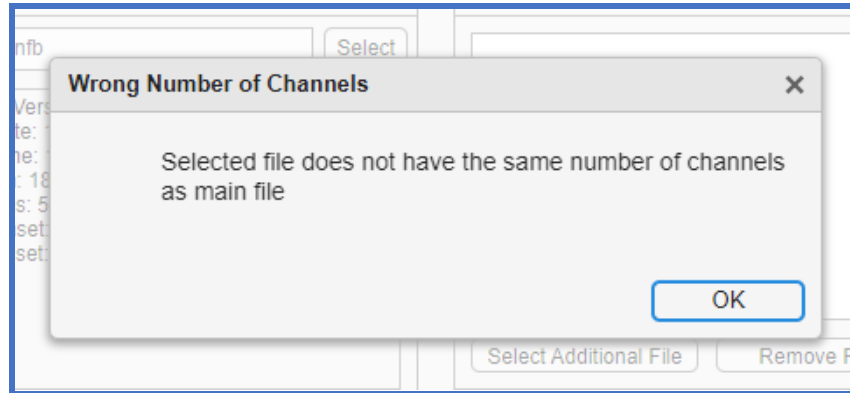 nfb
Select
Wrong Number of Channels
Selected file does not have the same number of channels
as main file
OK
Select Additional File
Remove